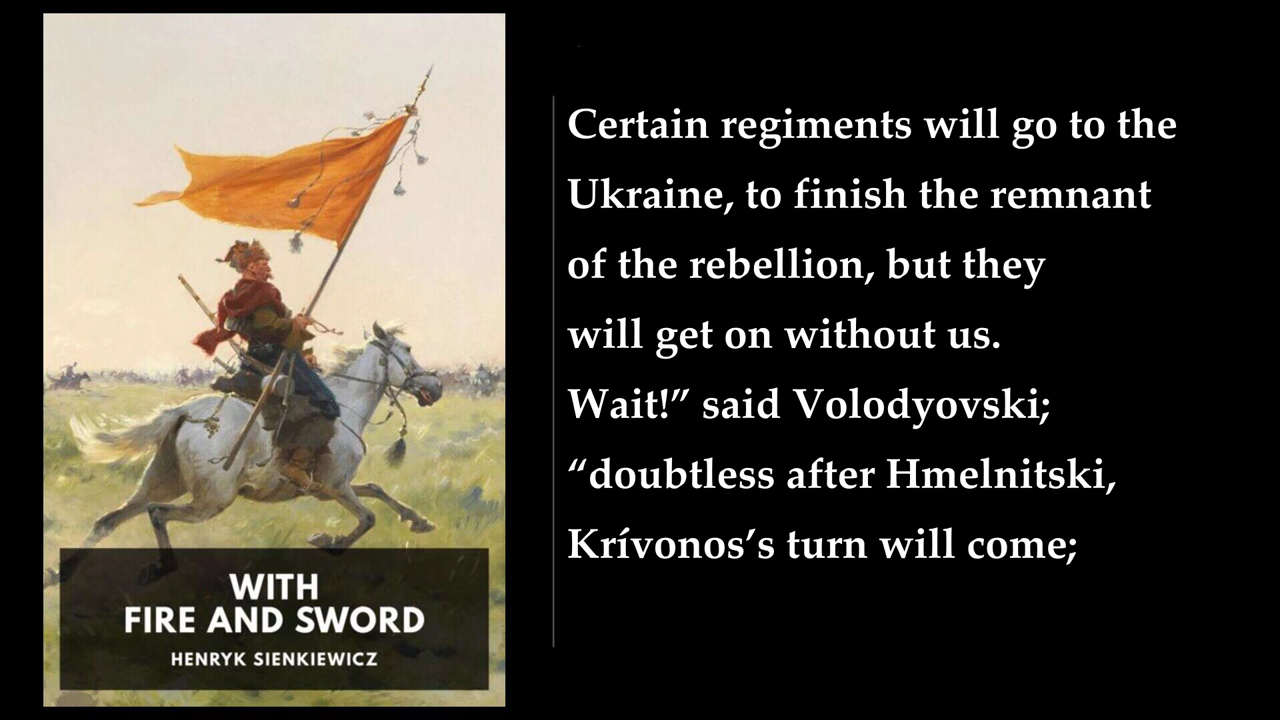 WITH
FIRE AND SWORD
HENRYK SIENKIEWICZ
Certain regiments will go to the
Ukraine, to finish the remnant
of the rebellion, but they
will get on without us.
Wait!” said Volodyovski;
“doubtless after Hmelnitski,
Krívonos’s turn will come;